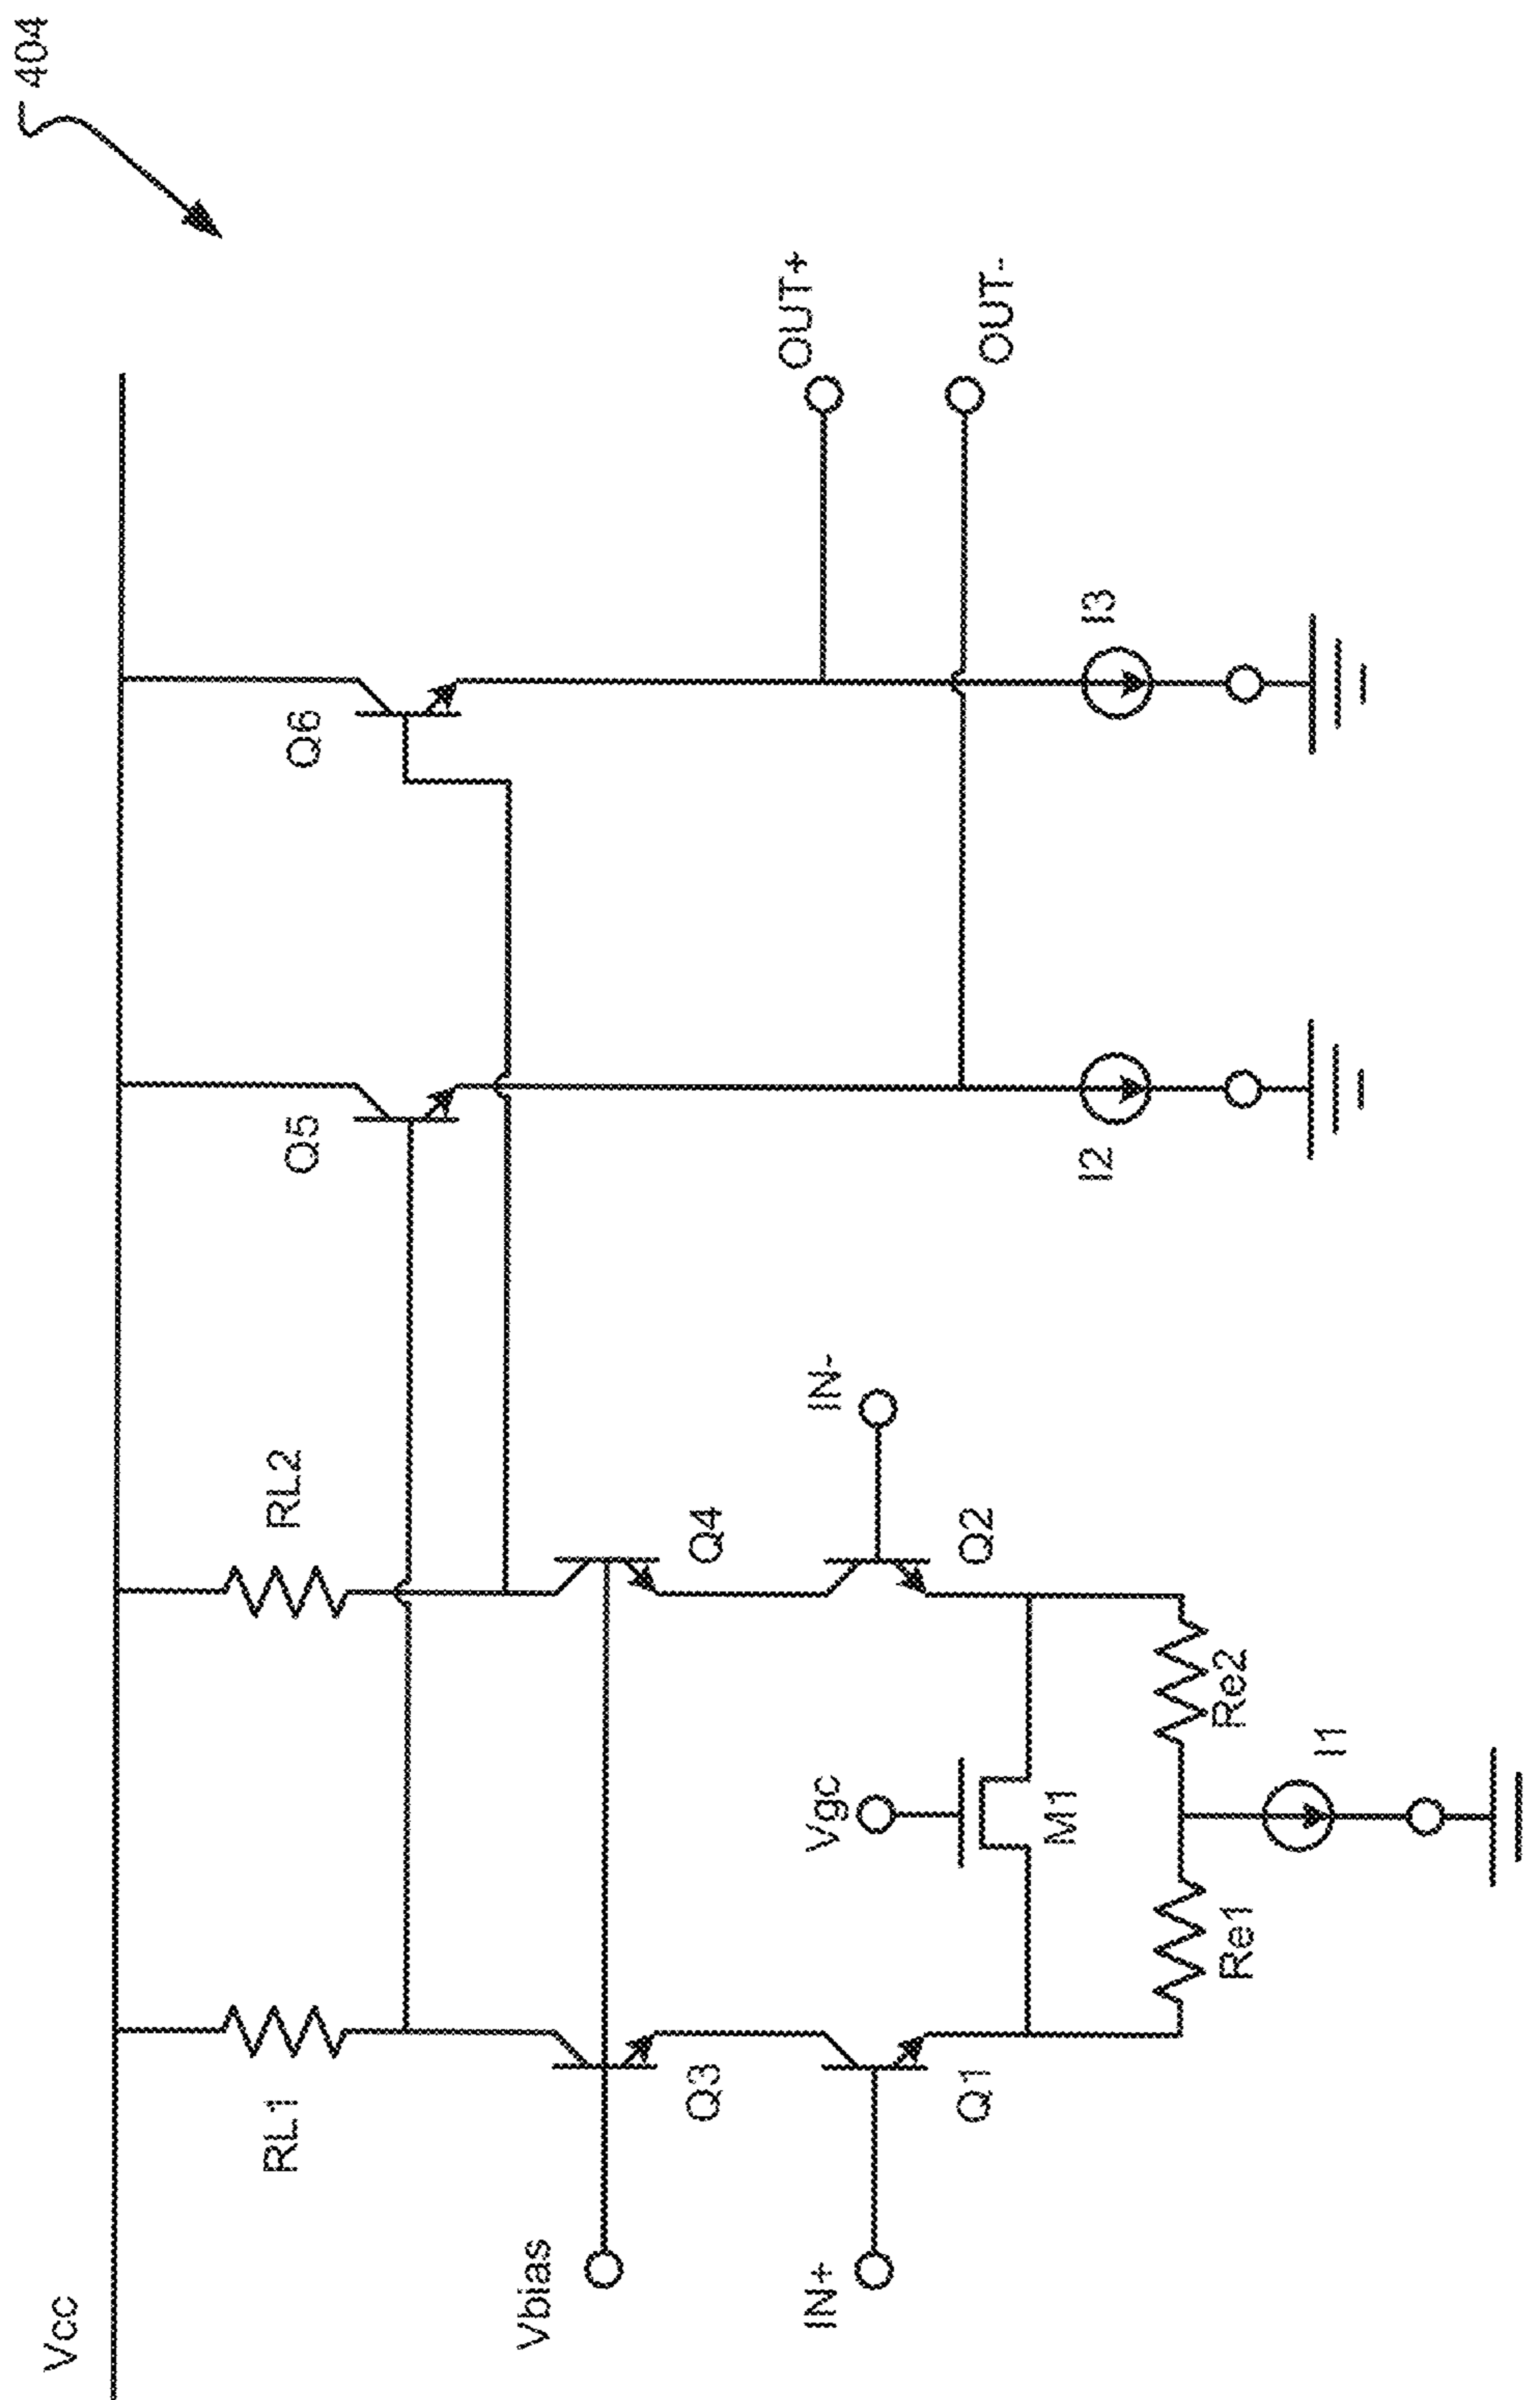 404
Vcc
RL1
RL2
Q5
Q6
Vbias
Q3
Q4
IN+
Vgc
IN-
OUT+
Q1
M1
Q2
OUT-
I2
I3
Re1
Re2
I1